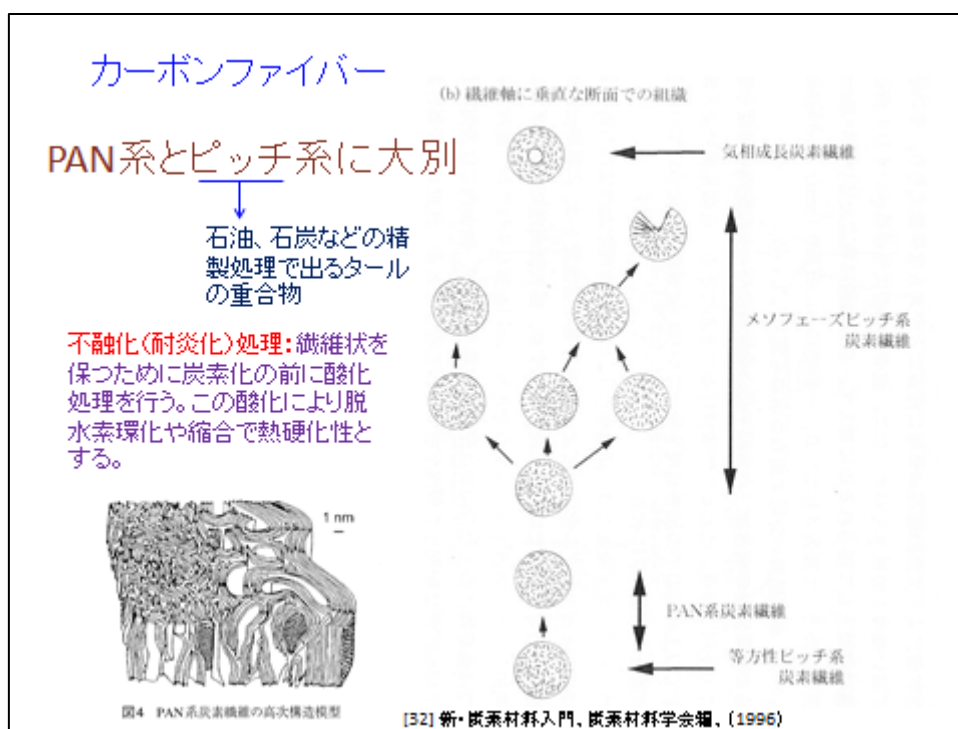 カーボンファイバー
PAN系とピッチ系に大別
石油、石炭などの精
製処理で出るタール
の重合物
不融化(耐炎化)処理:繊維状を
保つために炭素化の前に酸化
処理を行う。この酸化により脱
水素環化や縮合で熱硬化性と
する。
1 nm
図4 PAN系炭素繊維の高次構造模型
(b) 繊維軸に垂直な断面での組織
気相成長炭素繊維
メソフェーズピッチ系
炭素繊維
PAN系炭素繊維
等方性ピッチ系
炭素繊維
[32] 新・炭素材料入門、炭素材料学会編、(1996)